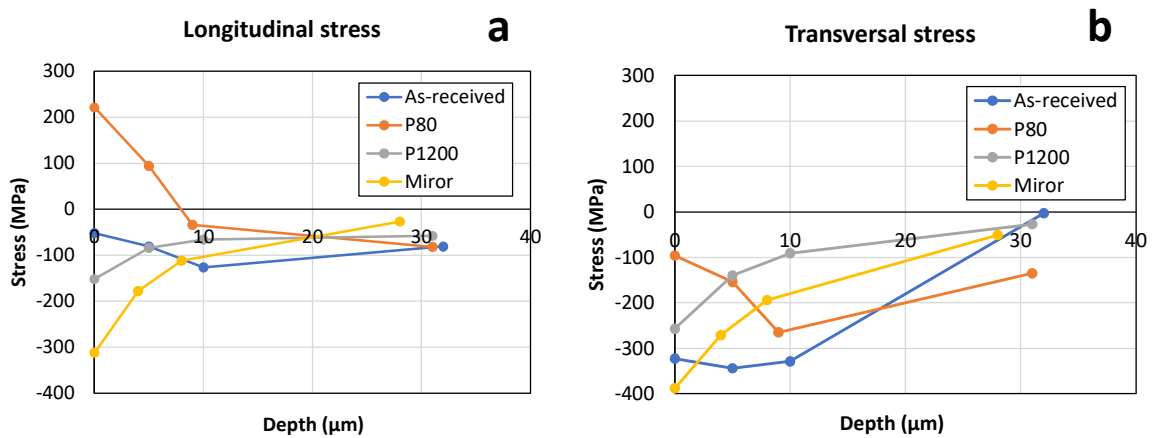 Longitudinal stress
a
300
200
100
0
-100
-200
-300
-400
0
10
20
30
40
Stress (MPa)
Depth (µm)
As-received
P80
P1200
Miror
Transversal stress
b
300
200
100
0
-100
-200
-300
-400
0
10
20
30
40
Stress (MPa)
Depth (µm)
As-received
P80
P1200
Miror